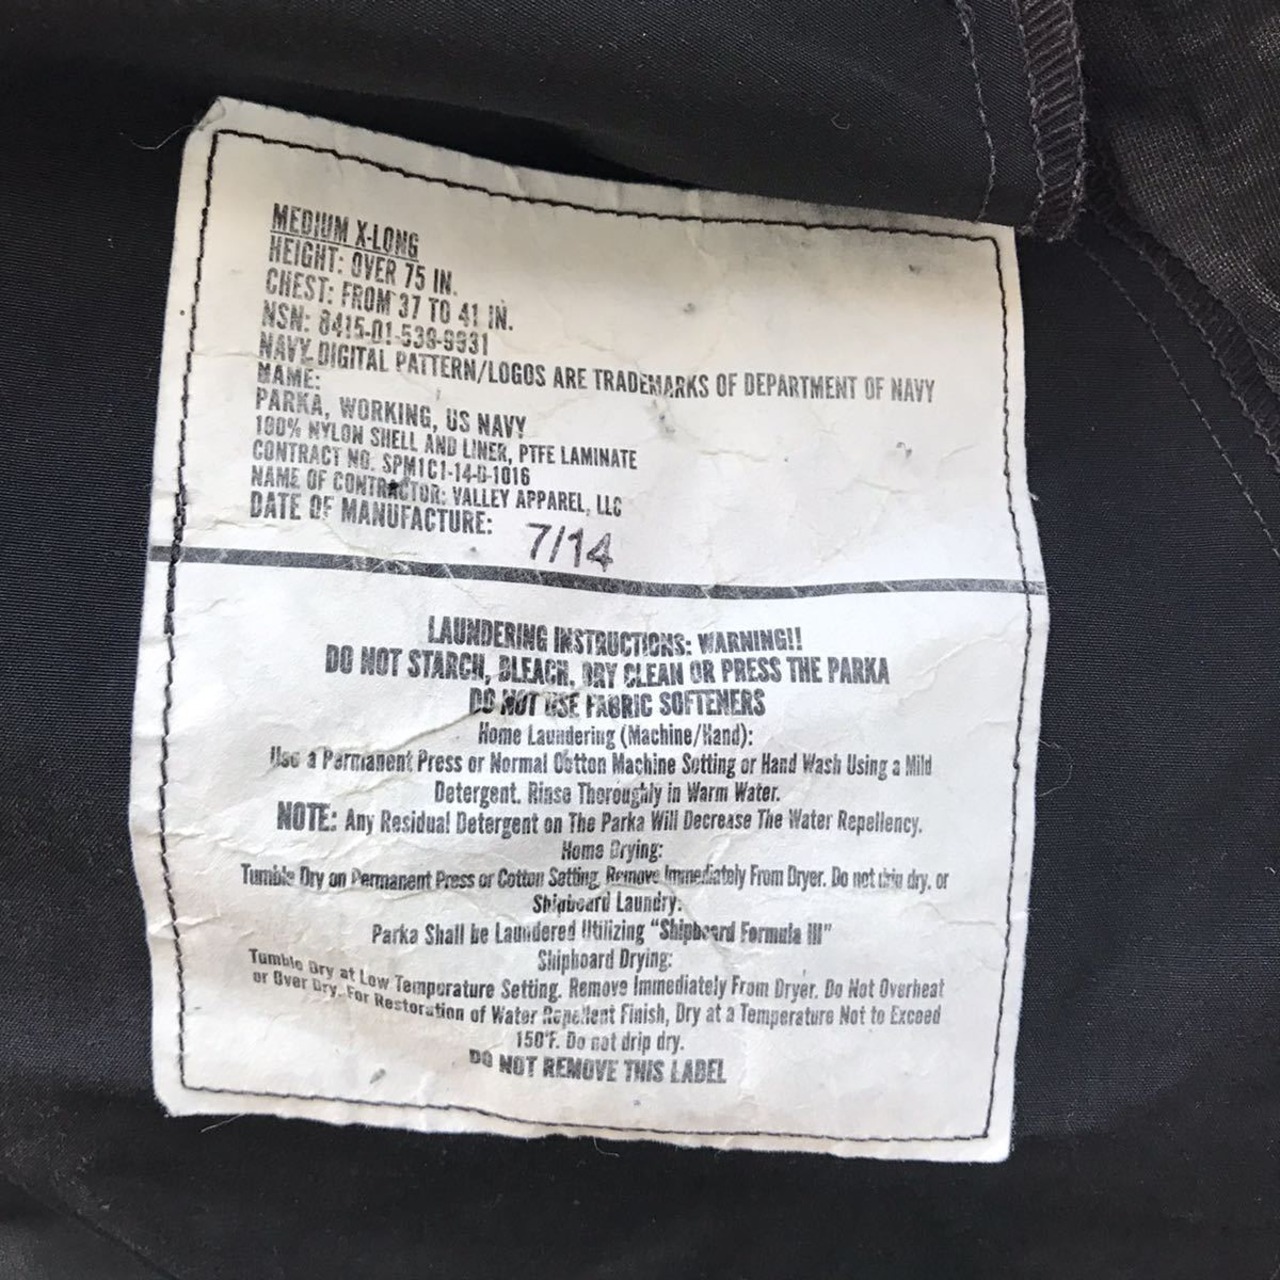 MEDIUM X-LONG
HEIGHT: OVER 75 IN.
CHEST: FROM 37 TO 41 IN.
NSN: 8415-01-539-9931
NAVY DIGITAL PATTERN/LOGOS ARE TRADEMARKS OF DEPARTMENT OF NAVY
NAME:
PARKA, WORKING, US NAVY
100% NYLON SHELL AND LINER, PTFE LAMINATE
CONTRACT NO. SPM1C1-14-D-1016
NAME OF CONTRACTOR: VALLEY APPAREL, LLC
DATE OF MANUFACTURE: 7/14
LAUNDERING INSTRUCTIONS: WARNING!!
DO NOT STARCH, BLEACH, DRY CLEAN OR PRESS THE PARKA
DO NOT USE FABRIC SOFTENERS
Home Laundering (Machine/Hand):
Use a Permanent Press or Normal Cotton Machine Setting or Hand Wash Using a Mild
Detergent. Rinse Thoroughly in Warm Water.
NOTE: Any Residual Detergent on The Parka Will Decrease The Water Repellency.
Home Drying:
Tumble Dry on Permanent Press or Cotton Setting. Remove Immediately From Dryer. Do not drip dry. or
Shipboard Laundry:
Parka Shall be Laundered Utilizing "Shipboard Formula III"
Shipboard Drying:
Tumble Dry at Low Temperature Setting. Remove Immediately From Dryer. Do Not Overheat
or Over Dry. For Restoration of Water Repellent Finish, Dry at a Temperature Not to Exceed
150°F. Do not drip dry.
DO NOT REMOVE THIS LABEL